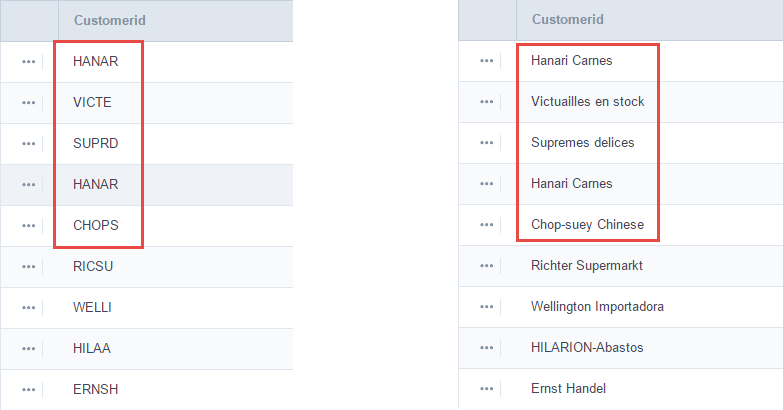 Customerid
HANAR
VICTE
SUPRD
HANAR
CHOPS
RICSU
WELLI
HILAA
ERNSH
Customerid
Hanari Carnes
Victuailles en stock
Supremes delices
Hanari Carnes
Chop-suey Chinese
Richter Supermarkt
Wellington Importadora
HILARION-Abastos
Ernst Handel